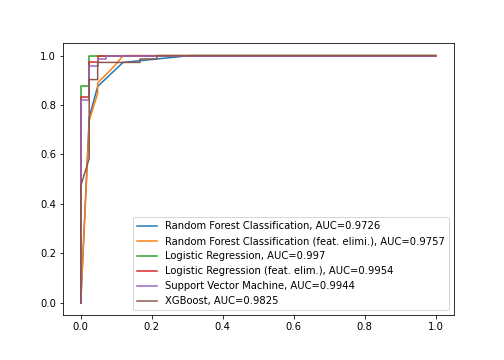 1.0
0.8
0.6
0.4
0.2
0.0
Random Forest Classification, AUC=0.9726
Random Forest Classification (feat. elimi.), AUC=0.9757
Logistic Regression, AUC=0.997
Logistic Regression (feat. elim.), AUC=0.9954
Support Vector Machine, AUC=0.9944
XGBoost, AUC=0.9825
0.0 0.2 0.4 0.6 0.8 1.0